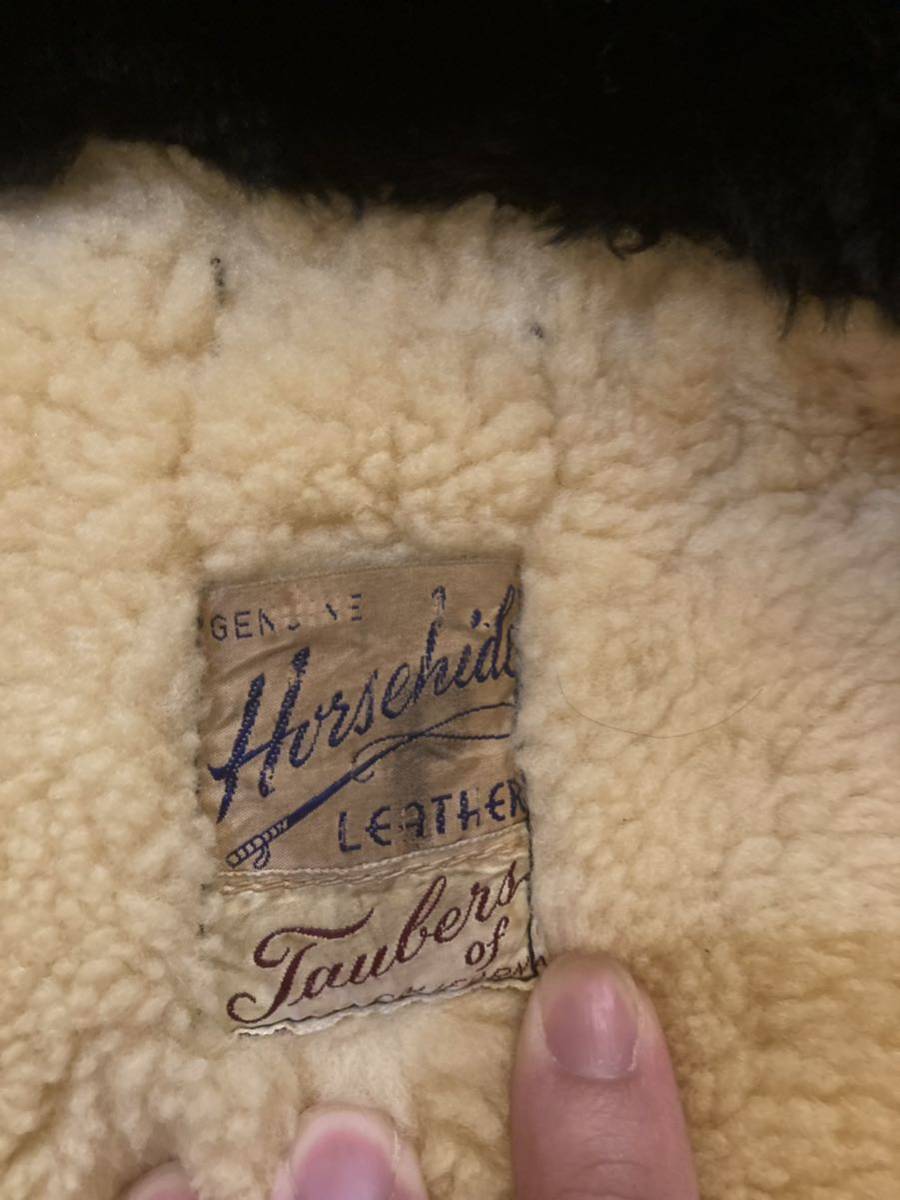 GENUINE
Horsehide
LEATHER
Taubers
of